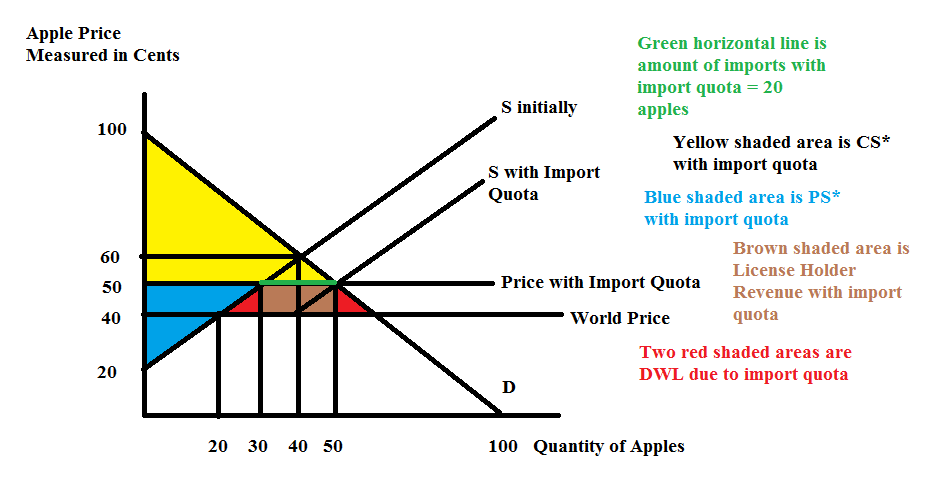 Apple Price
Measured in Cents
100
60
50
40
20
20
30
40
50
100
Quantity of Apples
S initially
S with Import
Quota
Price with Import Quota
World Price
D
Green horizontal line is
amount of imports with
import quota = 20
apples
Yellow shaded area is CS*
with import quota
Blue shaded area is PS*
with import quota
Brown shaded area is
License Holder
Revenue with import
quota
Two red shaded areas are
DWL due to import quota